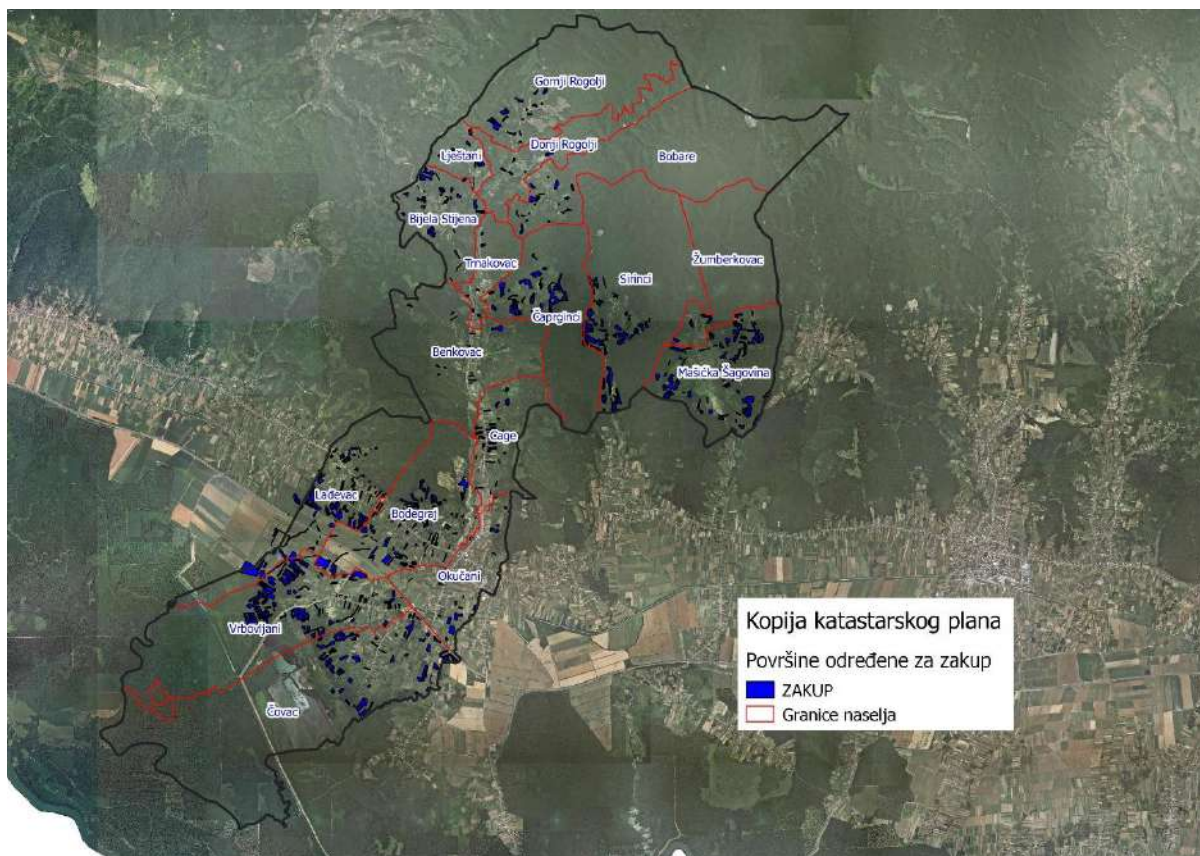 Gornji Rogolji
Donji Rogolji
Lještani
Bobare
Bijela Stijena
Trnakovac
Žumberkovac
Širinci
Čaprginci
Benkovac
Mašićka Šagovina
Cage
Lađevac
Bodegraj
Okučani
Vrbovljani
Čovac
Kopija katastarskog plana
Površine određene za zakup
ZAKUP
Granice naselja